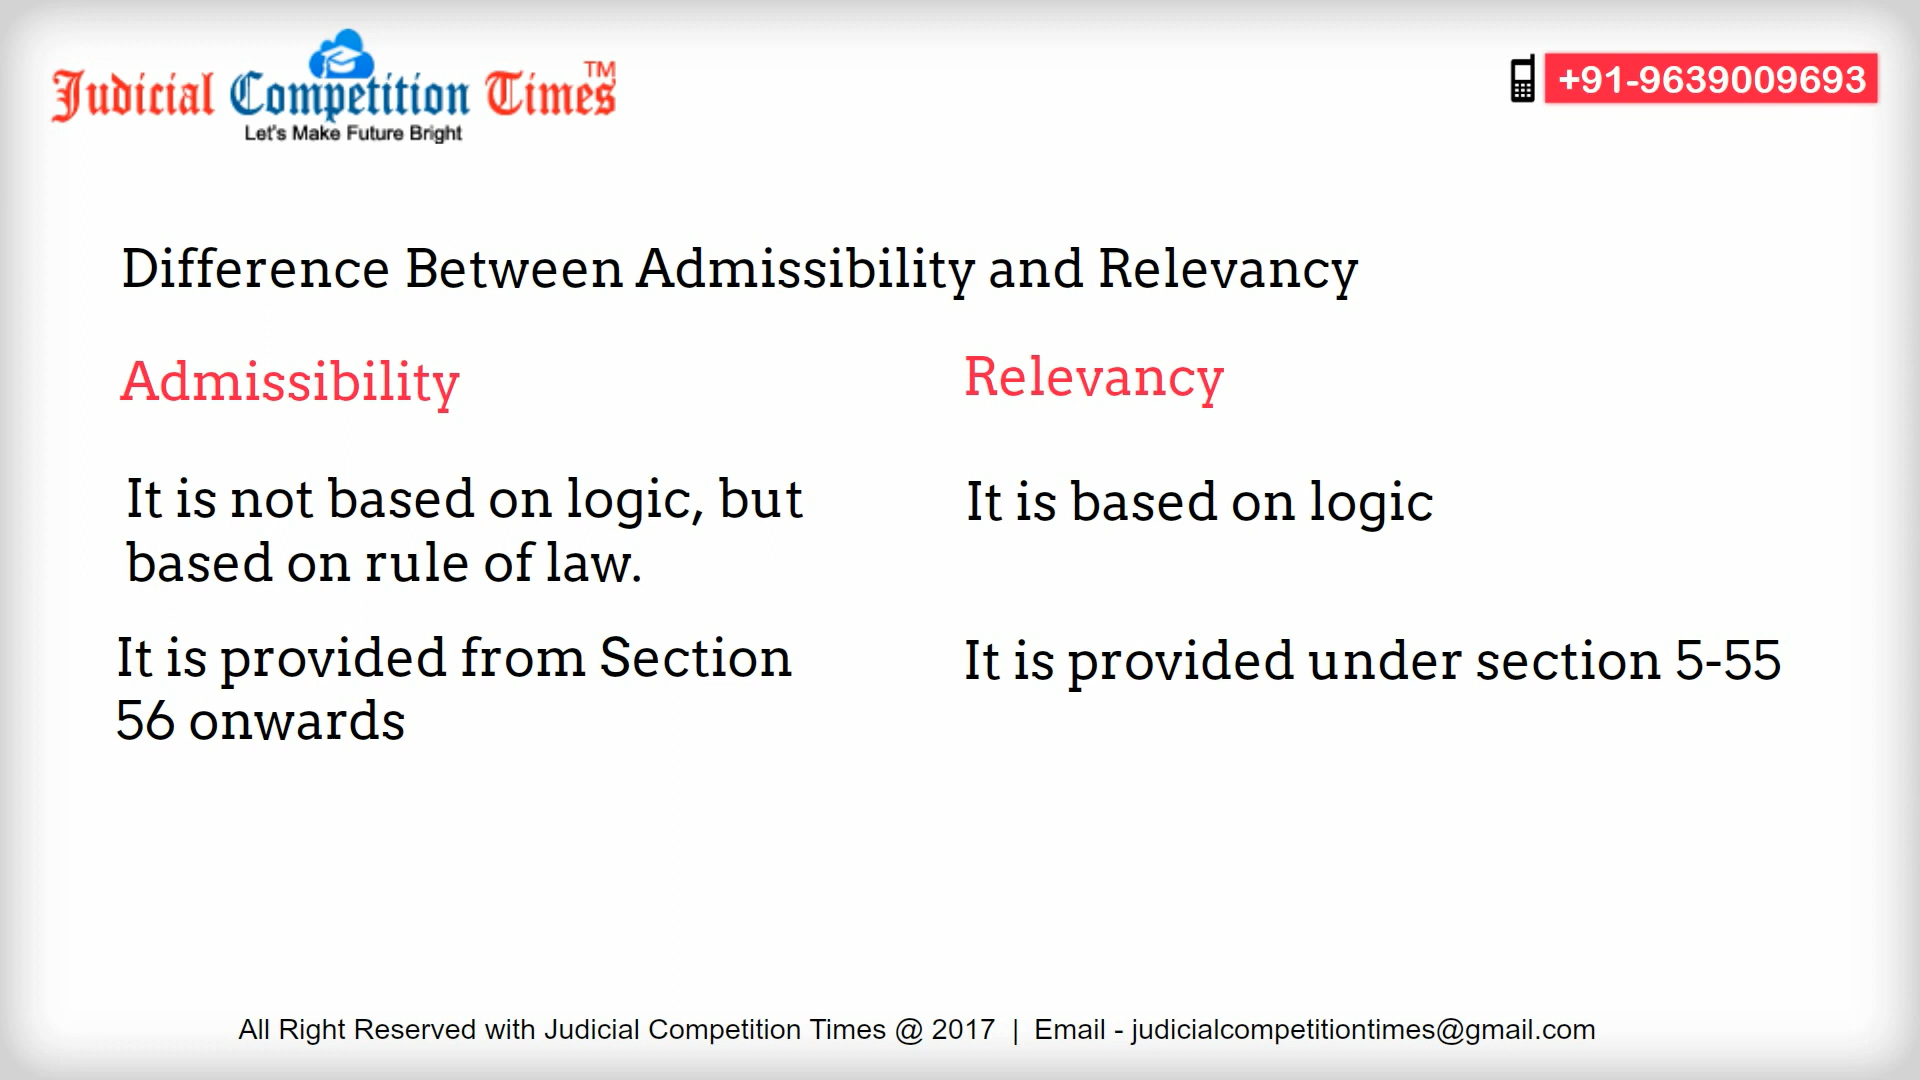 Judicial Competition Times TM
Let's Make Future Bright
+91-9639009693
Difference Between Admissibility and Relevancy
Admissibility
Relevancy
It is not based on logic, but
based on rule of law.
It is based on logic
It is provided from Section
56 onwards
It is provided under section 5-55
All Right Reserved with Judicial Competition Times @ 2017 | Email - judicialcompetitiontimes@gmail.com